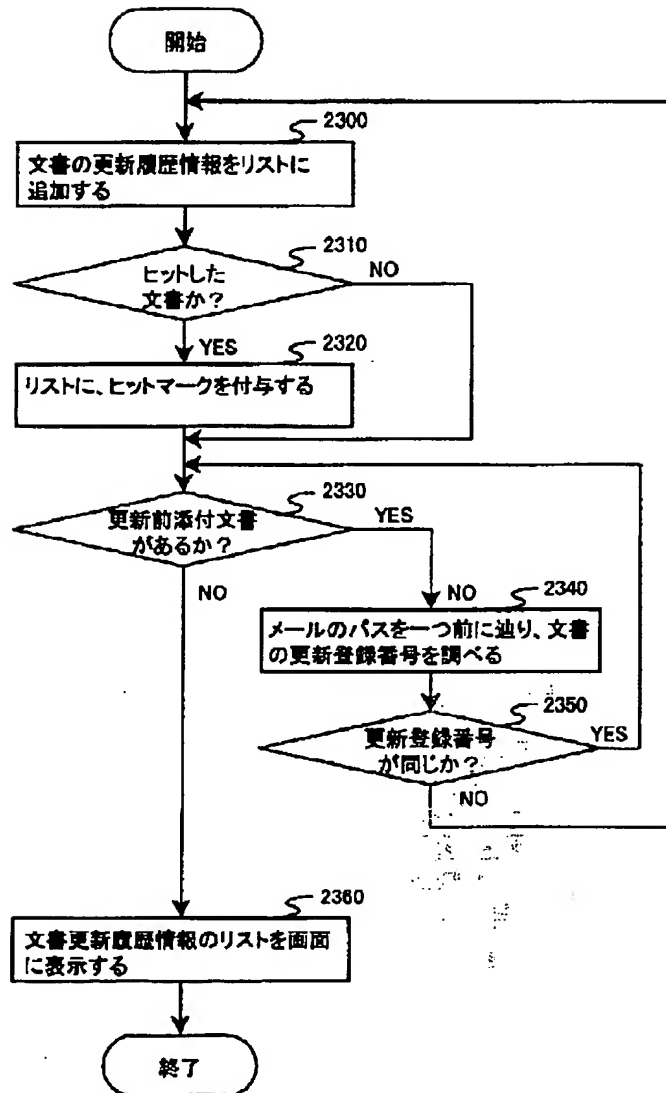 開始
2300
文書の更新履歴情報をリストに
追加する
2310
ヒットした
文書か？
NO
YES
2320
リストに、ヒットマークを付与する
2330
更新前添付文書
があるか？
YES
NO
NO
2340
メールのパスを一つ前に辿り、文書
の更新登録番号を調べる
2350
更新登録番号
が同じか？
YES
NO
2360
文書更新履歴情報のリストを画面
に表示する
終了